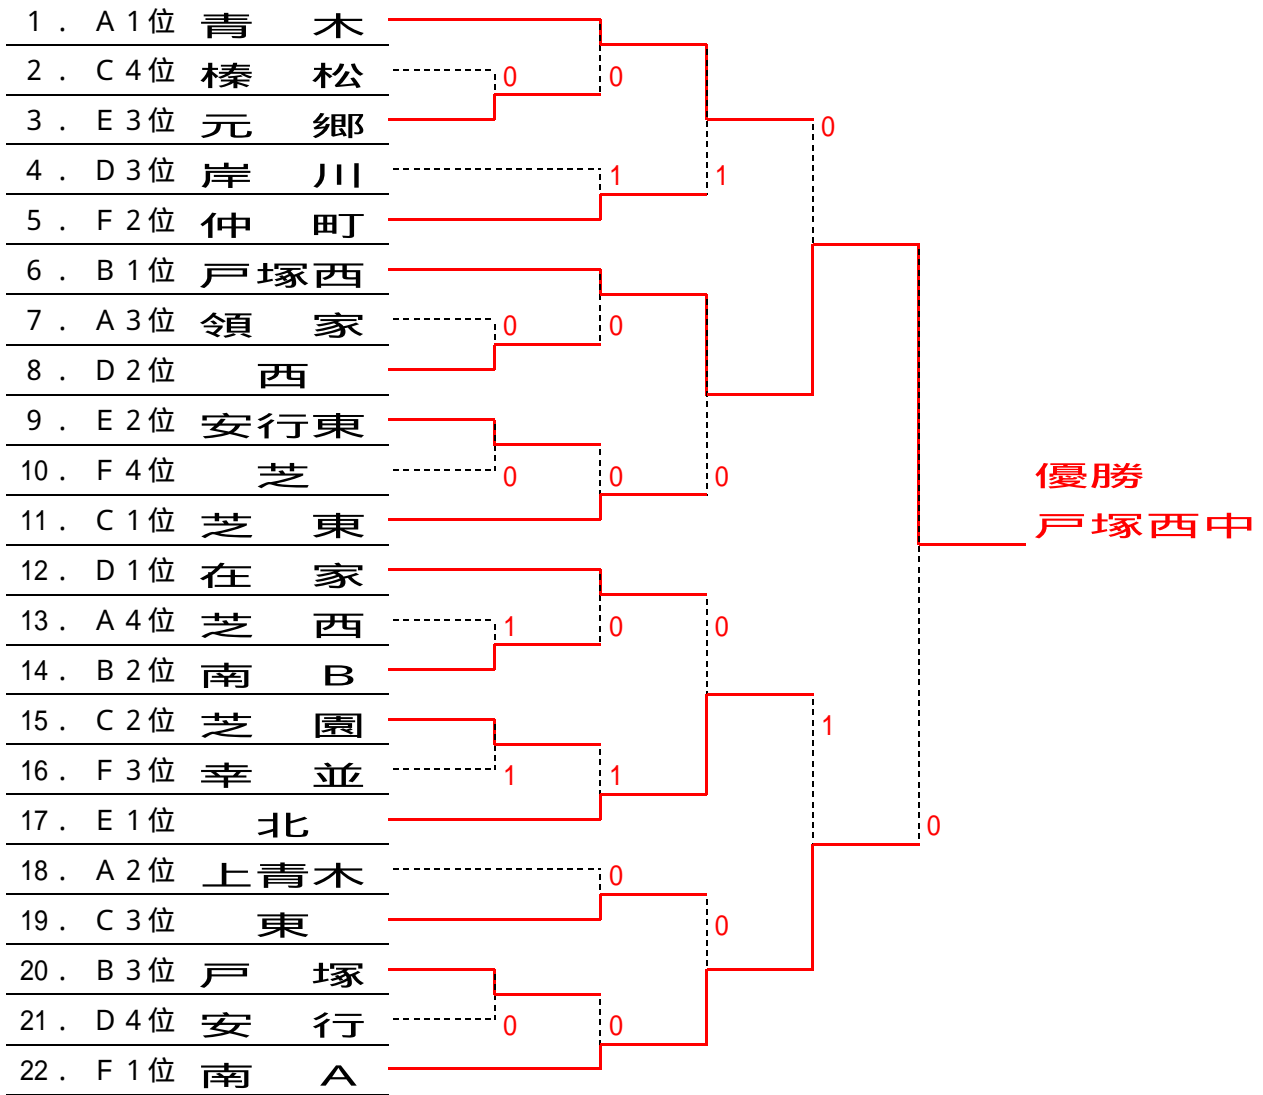 1． A 1位 青木
2． C 4位 榛松
0
0
3． E 3位 元郷
0
4． D 3位 岸川
1
1
5． F 2位 仲町
6． B 1位 戸塚西
7． A 3位 領家
0
0
8． D 2位 西
9． E 2位 安行東
10． F 4位 芝
0
0
0
優勝
11． C 1位 芝東
戸塚西中
12． D 1位 在家
13． A 4位 芝西
1
0
0
14． B 2位 南B
15． C 2位 芝園
1
16． F 3位 幸並
1
1
17． E 1位 北
0
18． A 2位 上青木
0
19． C 3位 東
0
20． B 3位 戸塚
21． D 4位 安行
0
0
22． F 1位 南A